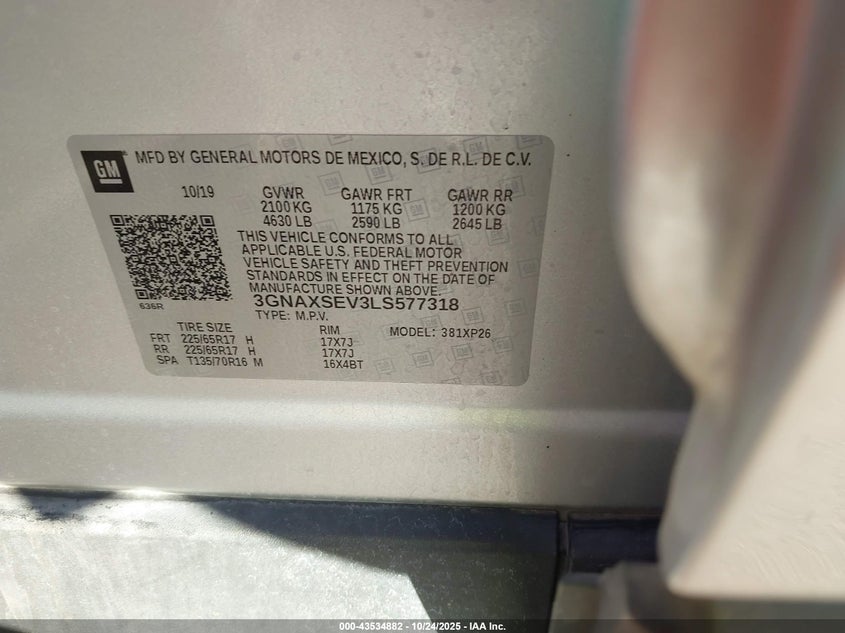 GM
MFD BY GENERAL MOTORS DE MEXICO, S. DE R.L. DE C.V.
10/19 GVWR GAWR FRT GAWR RR
2100 KG 1175 KG 1200 KG
4630 LB 2590 LB 2645 LB
THIS VEHICLE CONFORMS TO ALL
APPLICABLE U.S. FEDERAL MOTOR
VEHICLE SAFETY AND THEFT PREVENTION
STANDARDS IN EFFECT ON THE DATE OF
MANUFACTURE SHOWN ABOVE.
636R 3GNAXSEV3LS577318
TYPE: M.P.V.
TIRE SIZE RIM MODEL: 381XP26
FRT 225/65R17 H 17X7J
RR 225/65R17 H 17X7J
SPA T135/70R16 M 16X4BT
000-43534882 - 10/24/2025 - IAA Inc.